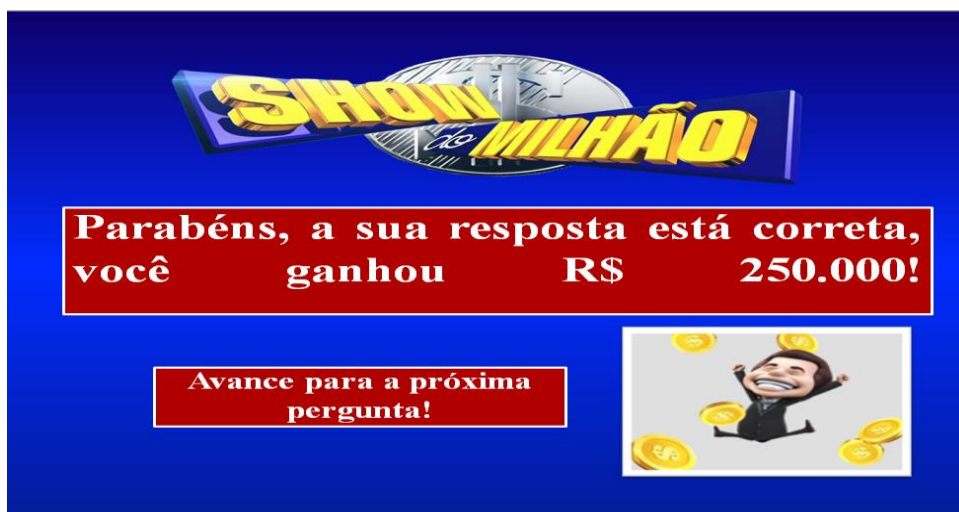 SHOW
do MILHÃO
Parabéns, a sua resposta está correta,
você ganhou R$ 250.000!
Avance para a próxima
pergunta!